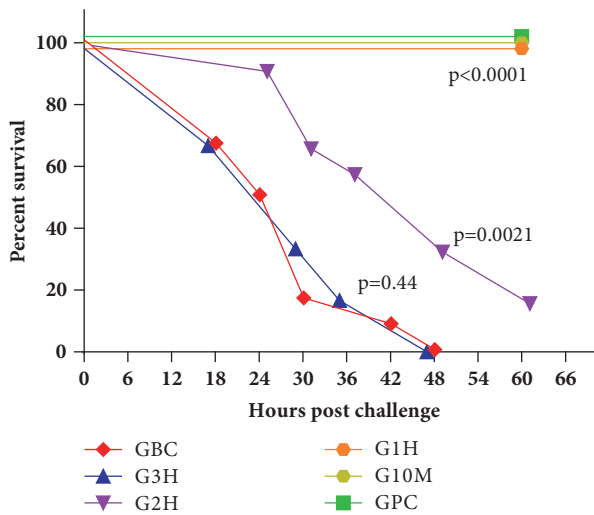 Percent survival
100
80
60
40
20
0
p<0.0001
p=0.0021
p=0.44
0 6 12 18 24 30 36 42 48 54 60 66
Hours post challenge
GBC G1H
G3H G10M
G2H GPC